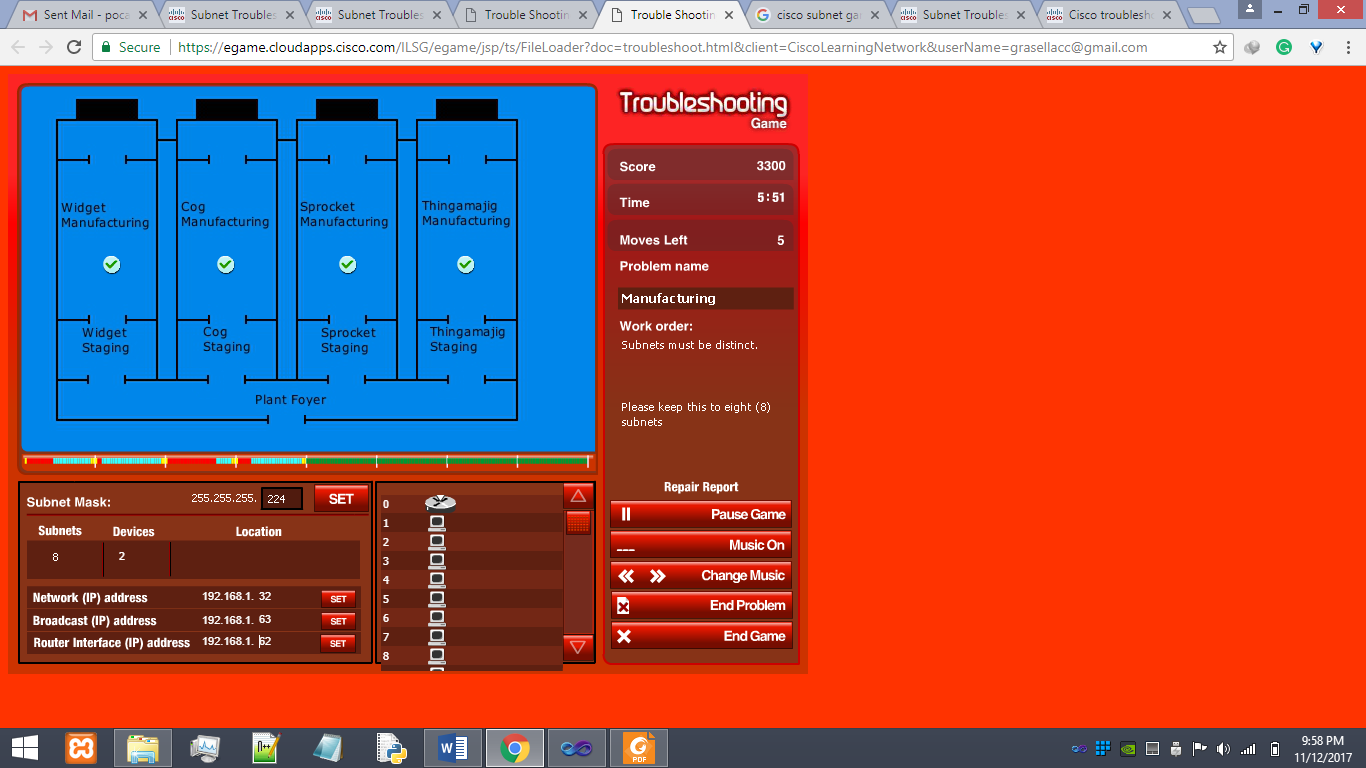 Sent Mail - poca
Subnet Troubles
Subnet Troubles
Trouble Shootin
Trouble Shootin
cisco subnet gar
Subnet Troubles
Cisco troublesho
Secure
https://egame.cloudapps.cisco.com/ILSG/egame/jsp/ts/FileLoader?doc=troubleshoot.html&client=CiscoLearningNetwork&userName=grasellacc@gmail.com
Widget
Manufacturing
Cog
Manufacturing
Sprocket
Manufacturing
Thingamajig
Manufacturing
Widget
Staging
Cog
Staging
Sprocket
Staging
Thingamajig
Staging
Plant Foyer
Troubleshooting
Game
Score 3300
Time 5:51
Moves Left 5
Problem name
Manufacturing
Work order:
Subnets must be distinct.
Please keep this to eight (8)
subnets
Repair Report
Pause Game
Music On
Change Music
End Problem
End Game
Subnet Mask: 255.255.255. 224 SET
Subnets Devices Location
8 2
Network (IP) address 192.168.1. 32 SET
Broadcast (IP) address 192.168.1. 63 SET
Router Interface (IP) address 192.168.1. 62 SET
0
1
2
3
4
5
6
7
8
9:58 PM
11/12/2017